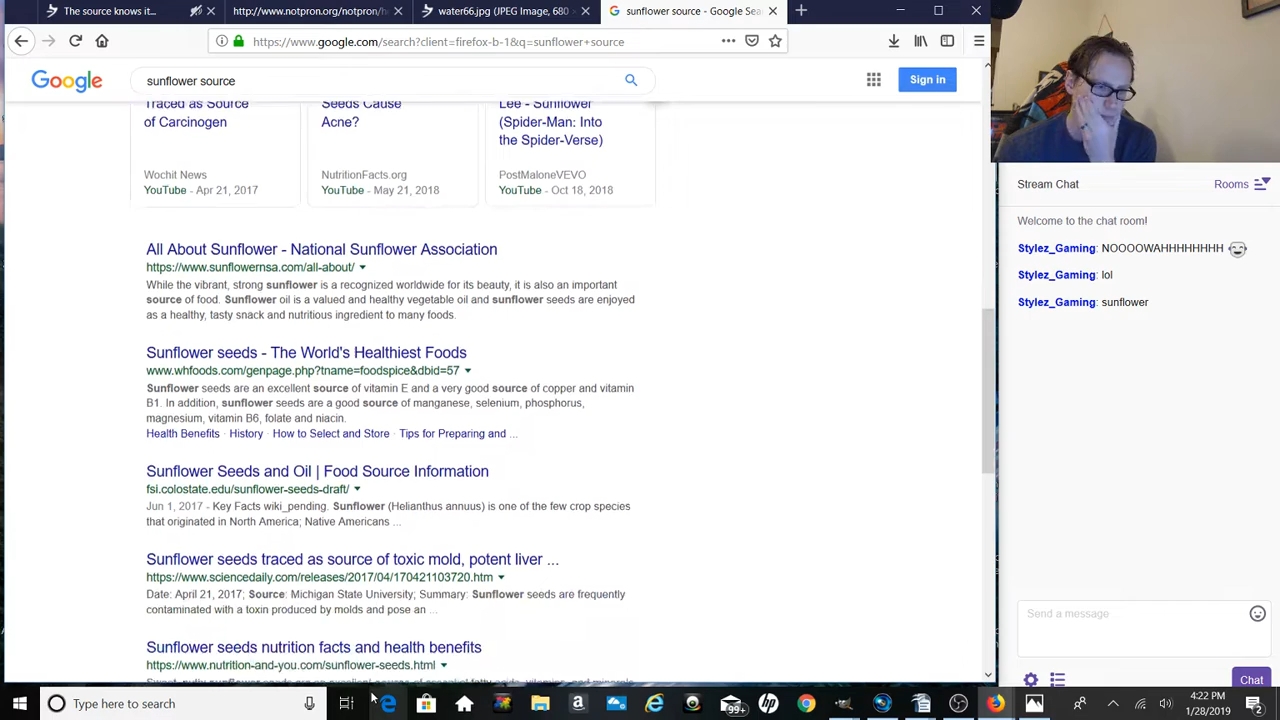 The source knows it...
http://www.notpron.org/notpron/h
water66.jpg (JPEG Image, 680
sunflower source - Google Sea
https://www.google.com/search?client=firefox-b-1&q=sunflower+source
Google
sunflower source
Sign in
Traced as Source
of Carcinogen
Wochit News
YouTube - Apr 21, 2017
Seeds Cause
Acne?
NutritionFacts.org
YouTube - May 21, 2018
Lee - Sunflower
(Spider-Man: Into
the Spider-Verse)
PostMaloneVEVO
YouTube - Oct 18, 2018
All About Sunflower - National Sunflower Association
https://www.sunflowernsa.com/all-about/
While the vibrant, strong sunflower is a recognized worldwide for its beauty, it is also an important
source of food. Sunflower oil is a valued and healthy vegetable oil and sunflower seeds are enjoyed
as a healthy, tasty snack and nutritious ingredient to many foods.
Sunflower seeds - The World's Healthiest Foods
www.whfoods.com/genpage.php?tname=foodspice&dbid=57
Sunflower seeds are an excellent source of vitamin E and a very good source of copper and vitamin
B1. In addition, sunflower seeds are a good source of manganese, selenium, phosphorus,
magnesium, vitamin B6, folate and niacin.
Health Benefits · History · How to Select and Store · Tips for Preparing and ...
Sunflower Seeds and Oil | Food Source Information
fsi.colostate.edu/sunflower-seeds-draft/
Jun 1, 2017 - Key Facts wiki_pending. Sunflower (Helianthus annuus) is one of the few crop species
that originated in North America; Native Americans ...
Sunflower seeds traced as source of toxic mold, potent liver ...
https://www.sciencedaily.com/releases/2017/04/170421103720.htm
Date: April 21, 2017; Source: Michigan State University; Summary: Sunflower seeds are frequently
contaminated with a toxin produced by molds and pose an ...
Sunflower seeds nutrition facts and health benefits
https://www.nutrition-and-you.com/sunflower-seeds.html
Stream Chat
Rooms
Welcome to the chat room!
Stylez_Gaming: NOOOOWAHHHHHHHH
Stylez_Gaming: lol
Stylez_Gaming: sunflower
Send a message
Chat
Type here to search
99+
4:22 PM
1/28/2019